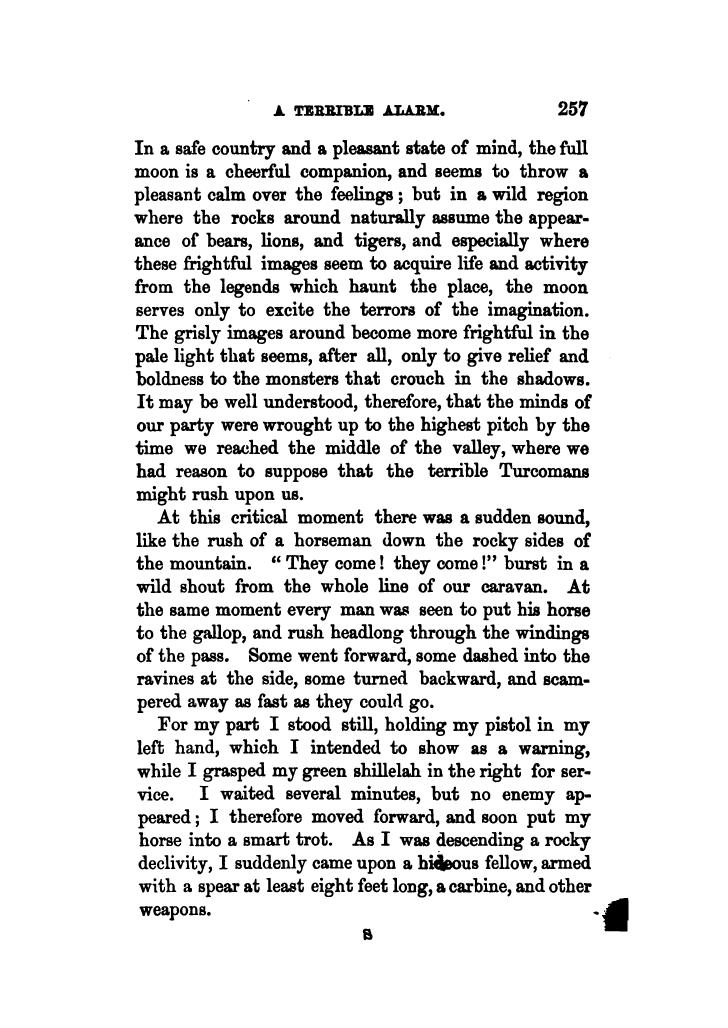 A TERRIBLE ALARM. 257
In a safe country and a pleasant state of mind, the full
moon is a cheerful companion, and seems to throw a
pleasant calm over the feelings; but in a wild region
where the rocks around naturally assume the appear-
ance of bears, lions, and tigers, and especially where
these frightful images seem to acquire life and activity
from the legends which haunt the place, the moon
serves only to excite the terrors of the imagination.
The grisly images around become more frightful in the
pale light that seems, after all, only to give relief and
boldness to the monsters that crouch in the shadows.
It may be well understood, therefore, that the minds of
our party were wrought up to the highest pitch by the
time we reached the middle of the valley, where we
had reason to suppose that the terrible Turcomans
might rush upon us.
At this critical moment there was a sudden sound,
like the rush of a horseman down the rocky sides of
the mountain. "They come! they come!" burst in a
wild shout from the whole line of our caravan. At
the same moment every man was seen to put his horse
to the gallop, and rush headlong through the windings
of the pass. Some went forward, some dashed into the
ravines at the side, some turned backward, and scam-
pered away as fast as they could go.
For my part I stood still, holding my pistol in my
left hand, which I intended to show as a warning,
while I grasped my green shillelah in the right for ser-
vice. I waited several minutes, but no enemy ap-
peared; I therefore moved forward, and soon put my
horse into a smart trot. As I was descending a rocky
declivity, I suddenly came upon a hideous fellow, armed
with a spear at least eight feet long, a carbine, and other
weapons.
S